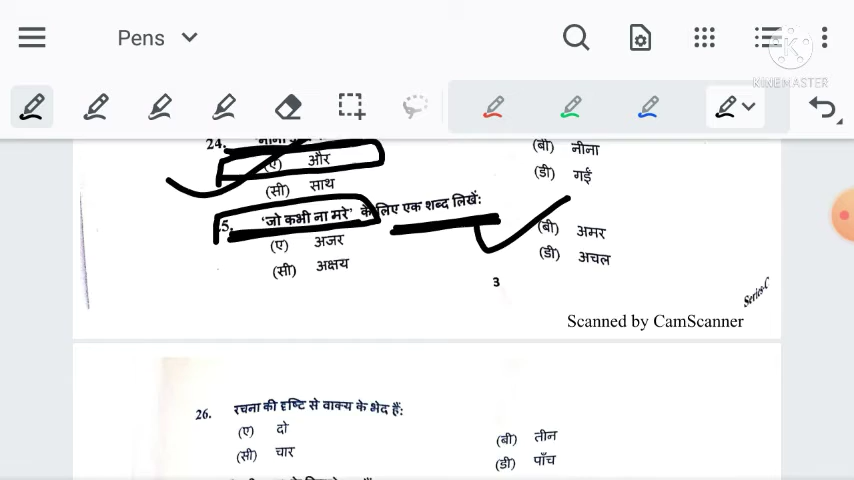 Pens
KINEMASTER
24.
(ए) और
(बी) नीना
(सी) साथ
(डी) गई
25. 'जो कभी ना मरे' के लिए एक शब्द लिखें:
(ए) अजर
(बी) अमर
(सी) अक्षय
(डी) अचल
3
Series-C
Scanned by CamScanner
26. रचना की दृष्टि से वाक्य के भेद हैं:
(ए) दो
(बी) तीन
(सी) चार
(डी) पाँच